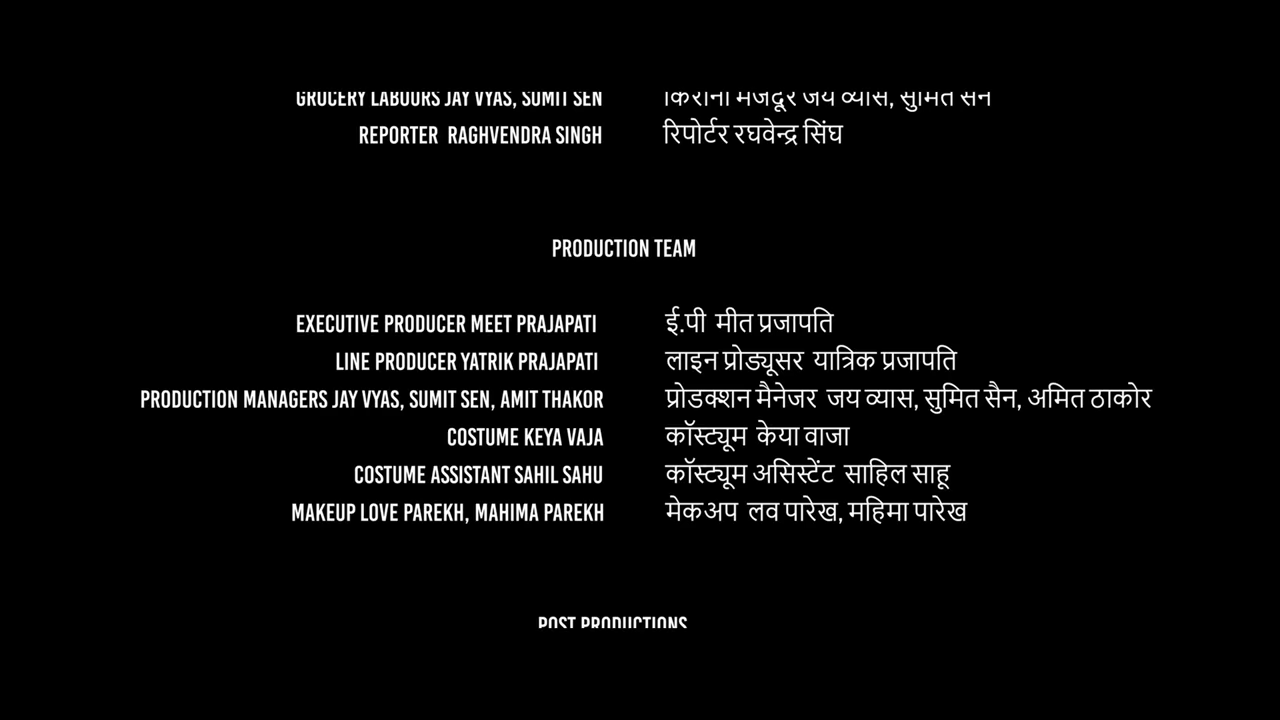 GROCERY LABOURS JAY VYAS, SUMIT SEN किराना मजदूर जय व्यास, सुमित सेन
REPORTER RAGHVENDRA SINGH रिपोर्टर रघवेन्द्र सिंघ
PRODUCTION TEAM
EXECUTIVE PRODUCER MEET PRAJAPATI ई.पी मीत प्रजापति
LINE PRODUCER YATRIK PRAJAPATI लाइन प्रोड्यूसर यात्रिक प्रजापति
PRODUCTION MANAGERS JAY VYAS, SUMIT SEN, AMIT THAKOR प्रोडक्शन मैनेजर जय व्यास, सुमित सैन, अमित ठाकोर
COSTUME KEYA VAJA कॉस्ट्यूम केया वाजा
COSTUME ASSISTANT SAHIL SAHU कॉस्ट्यूम असिस्टेंट साहिल साहू
MAKEUP LOVE PAREKH, MAHIMA PAREKH मेकअप लव पारेख, महिमा पारेख
POST PRODUCTIONS